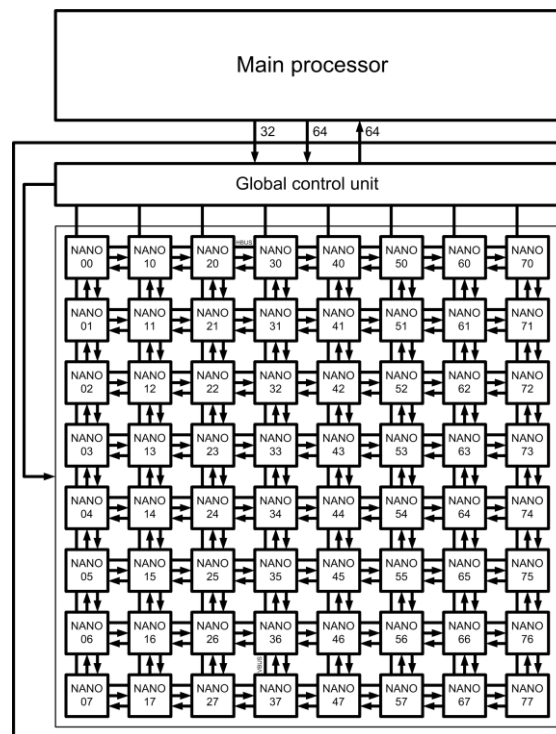 Main processor
32 64 64
Global control unit
HBUS
NANO NANO NANO NANO NANO NANO NANO NANO
00 10 20 30 40 50 60 70
NANO NANO NANO NANO NANO NANO NANO NANO
01 11 21 31 41 51 61 71
NANO NANO NANO NANO NANO NANO NANO NANO
02 12 22 32 42 52 62 72
NANO NANO NANO NANO NANO NANO NANO NANO
03 13 23 33 43 53 63 73
NANO NANO NANO NANO NANO NANO NANO NANO
04 14 24 34 44 54 64 74
NANO NANO NANO NANO NANO NANO NANO NANO
05 15 25 35 45 55 65 75
NANO NANO NANO NANO NANO NANO NANO NANO
06 16 26 36 46 56 66 76
VBUS
NANO NANO NANO NANO NANO NANO NANO NANO
07 17 27 37 47 57 67 77